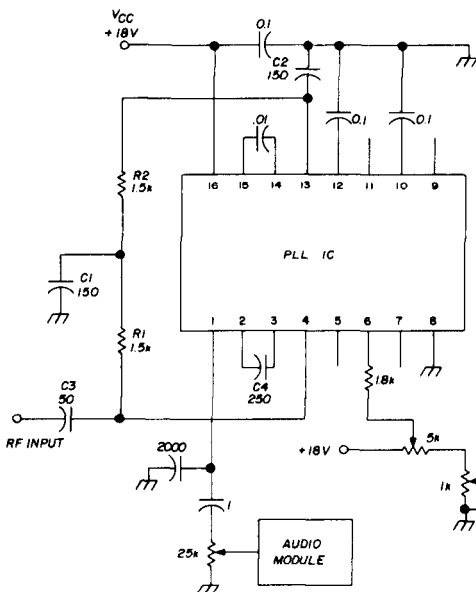 VCC
+18V
0.1
C2
150
0.1
0.1
.01
R2
1.5k
16 15 14 13 12 11 10 9
PLL IC
C1
150
R1
1.5k
1 2 3 4 5 6 7 8
C4
250
C3
50
RF INPUT
1.8k
2000
+18V
5k
1k
1
25k
AUDIO
MODULE